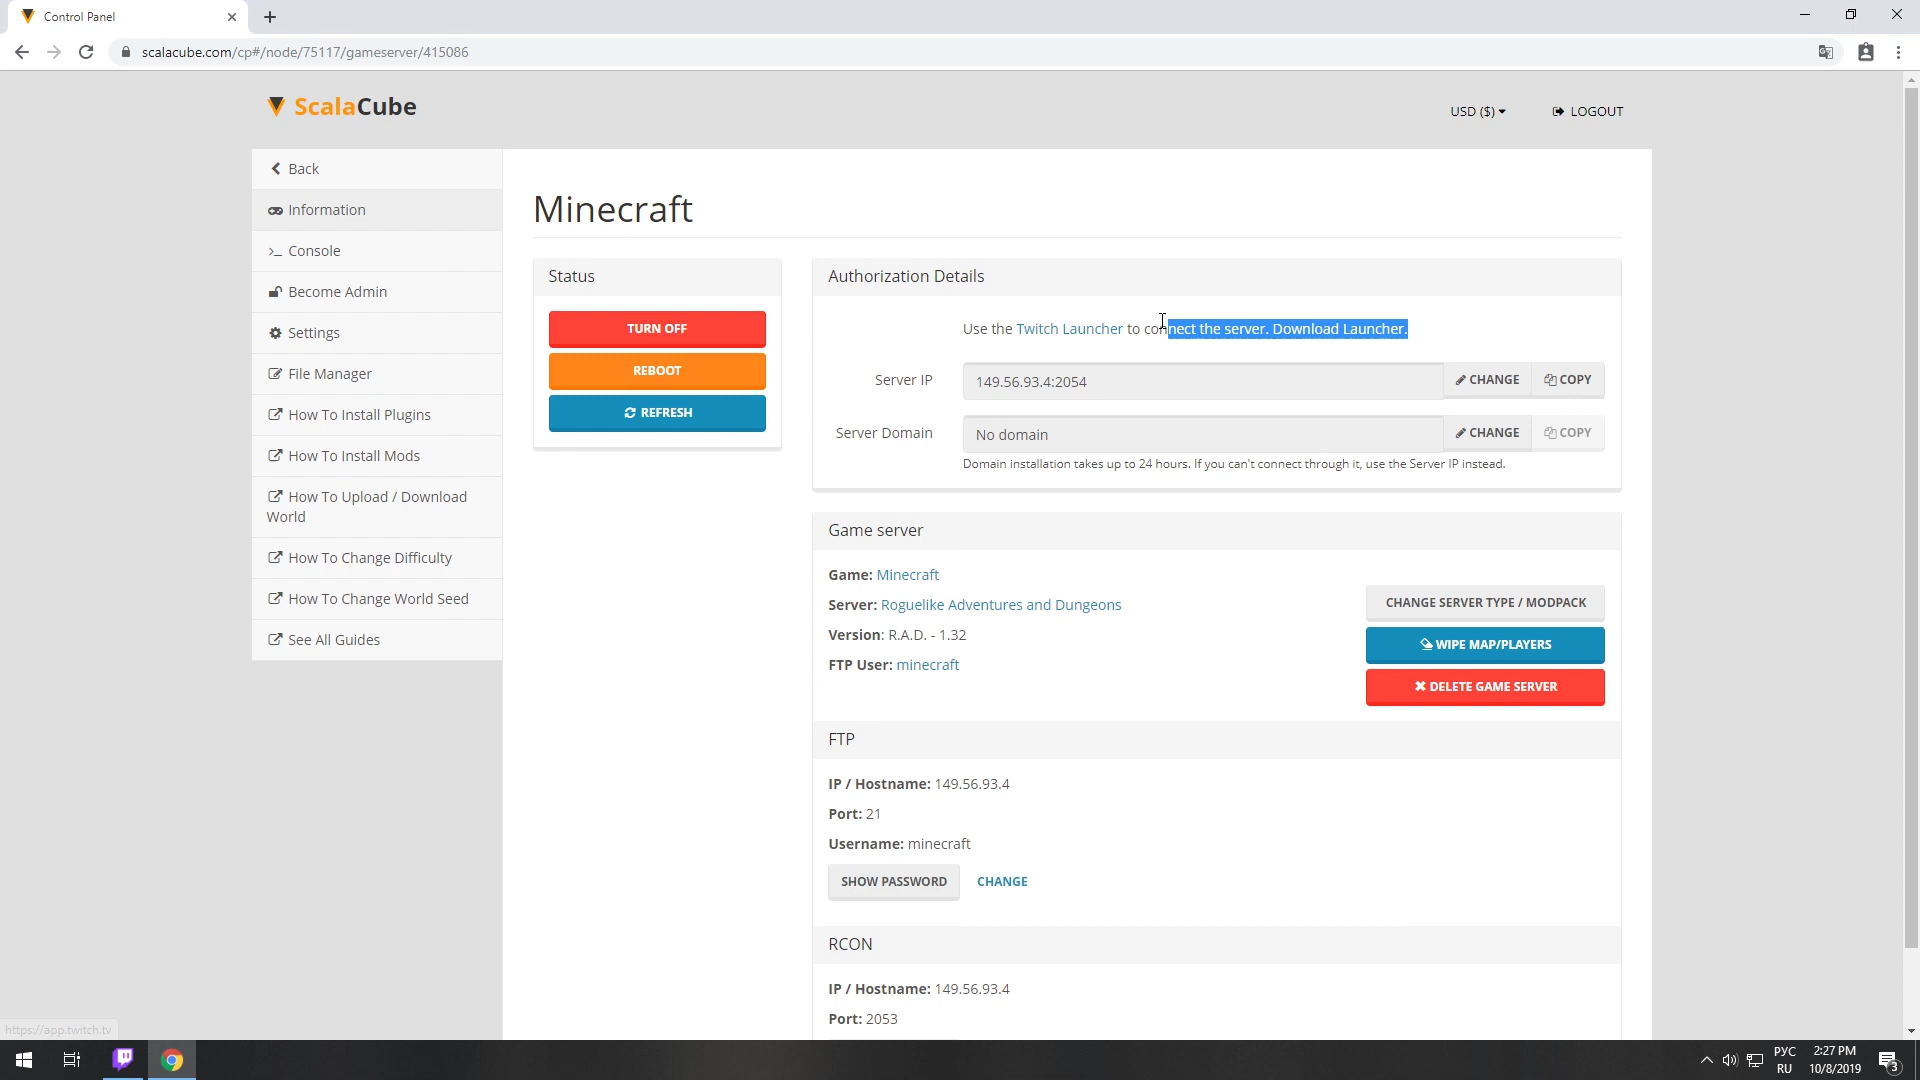 Control Panel
scalacube.com/cp#/node/75117/gameserver/415086
ScalaCube
USD ($)
LOGOUT
Back
Information
Console
Become Admin
Settings
File Manager
How To Install Plugins
How To Install Mods
How To Upload / Download
World
How To Change Difficulty
How To Change World Seed
See All Guides
Minecraft
Status
TURN OFF
REBOOT
REFRESH
Authorization Details
Use the Twitch Launcher to connect the server. Download Launcher.
Server IP 149.56.93.4:2054 CHANGE COPY
Server Domain No domain CHANGE COPY
Domain installation takes up to 24 hours. If you can't connect through it, use the Server IP instead.
Game server
Game: Minecraft
Server: Roguelike Adventures and Dungeons
Version: R.A.D. - 1.32
FTP User: minecraft
CHANGE SERVER TYPE / MODPACK
WIPE MAP/PLAYERS
DELETE GAME SERVER
FTP
IP / Hostname: 149.56.93.4
Port: 21
Username: minecraft
SHOW PASSWORD CHANGE
RCON
IP / Hostname: 149.56.93.4
Port: 2053
https://app.twitch.tv
РУС
RU
2:27 PM
10/8/2019
3